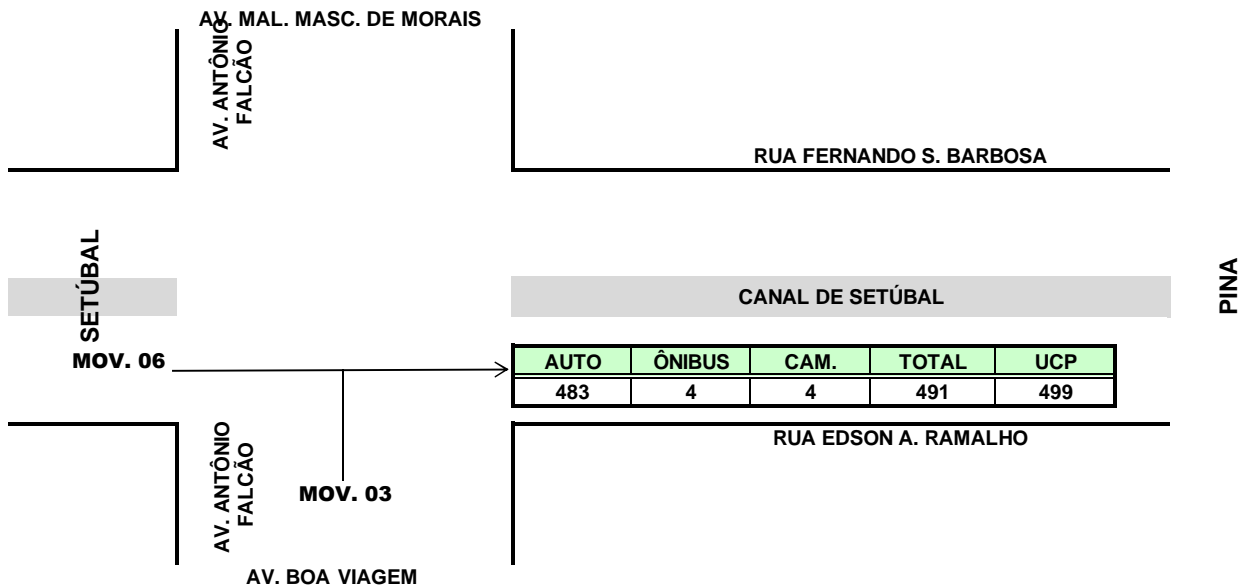 AV. MAL. MASC. DE MORAIS
AV. ANTÔNIO
FALCÃO
RUA FERNANDO S. BARBOSA
SETÚBAL
CANAL DE SETÚBAL
PINA
MOV. 06
AUTO ÔNIBUS CAM. TOTAL UCP
483 4 4 491 499
RUA EDSON A. RAMALHO
AV. ANTÔNIO
FALCÃO
MOV. 03
AV. BOA VIAGEM